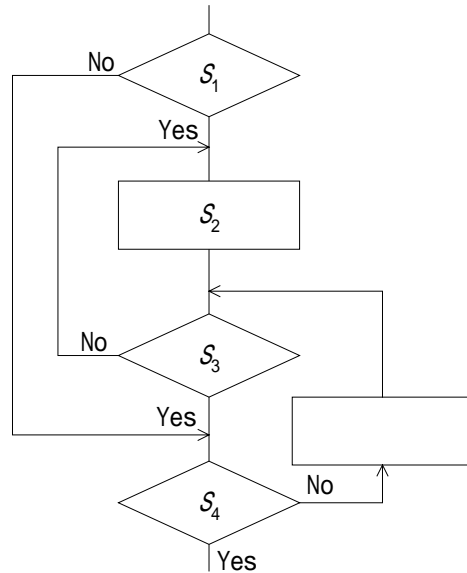 No
S₁
Yes
S₂
No
S₃
Yes
No
S₄
Yes